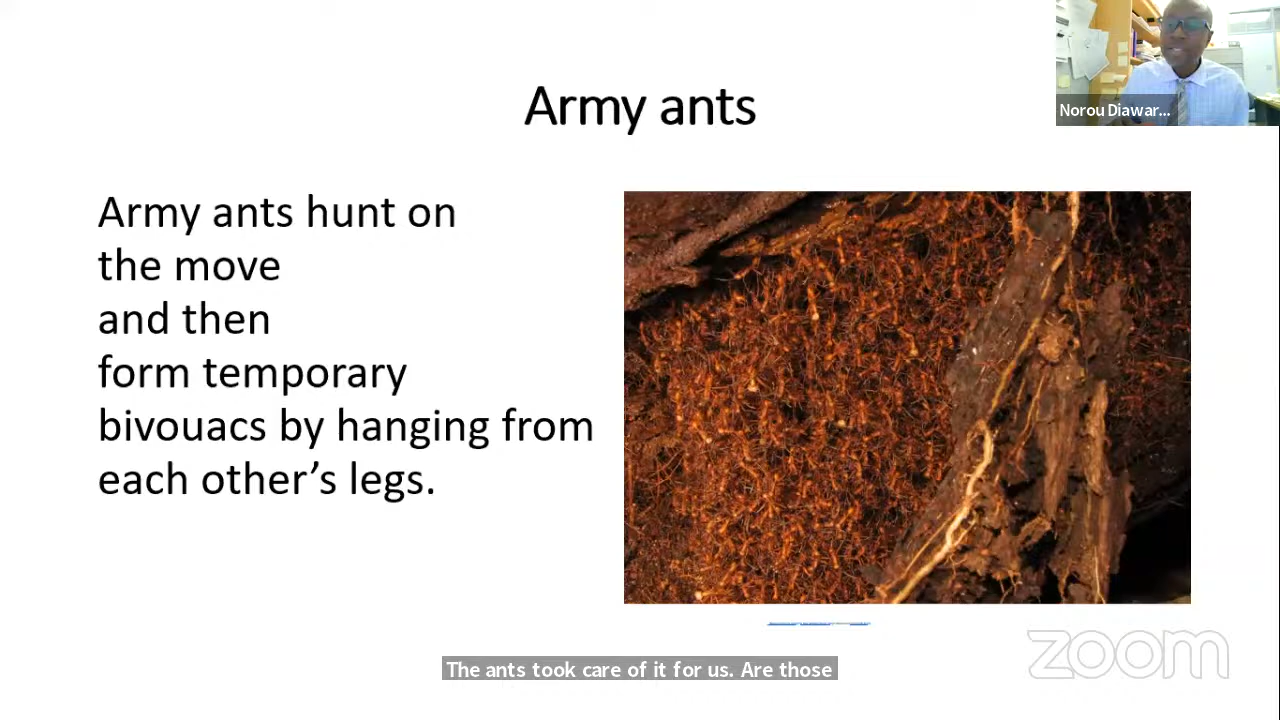 Army ants
Norou Diawar...
Army ants hunt on
the move
and then
form temporary
bivouacs by hanging from
each other’s legs.
zoom
The ants took care of it for us. Are those